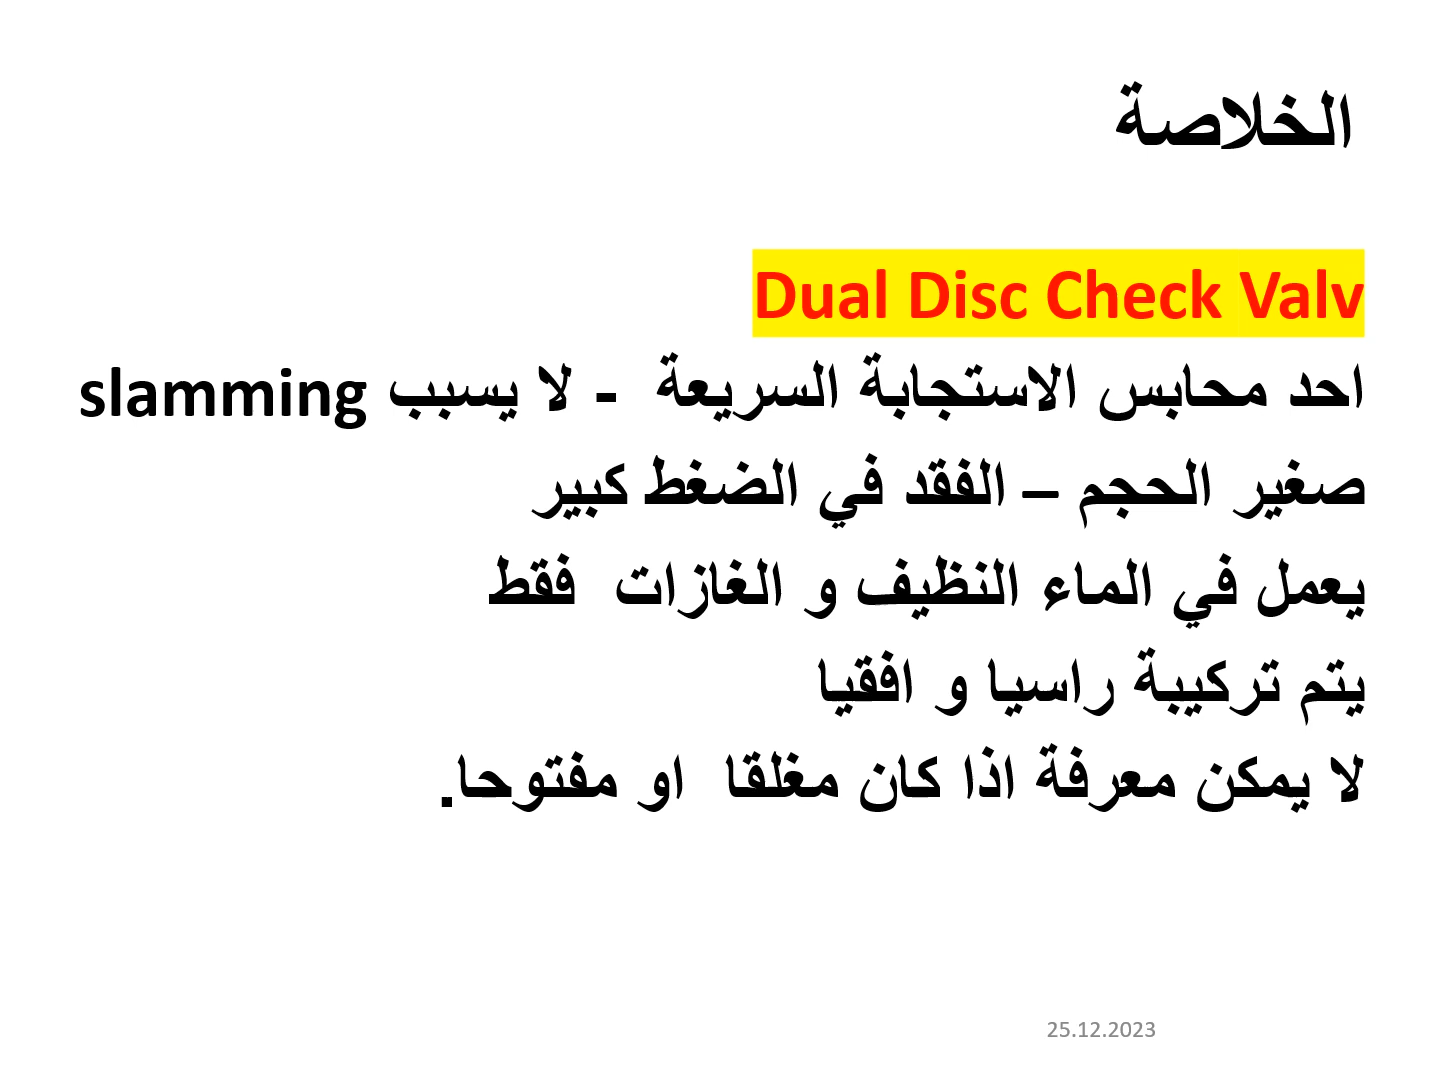 الخلاصة
Dual Disc Check Valv
احد محابس الاستجابة السريعة - لا يسبب slamming
صغير الحجم – الفقد في الضغط كبير
يعمل في الماء النظيف و الغازات فقط
يتم تركيبة راسيا و افقيا
لا يمكن معرفة اذا كان مغلقا او مفتوحا.
25.12.2023